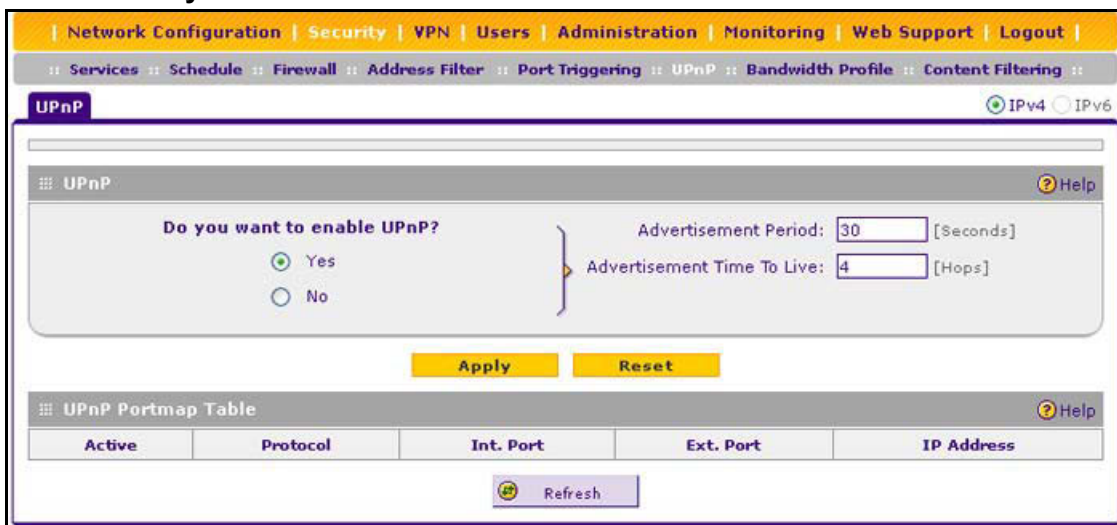 | Network Configuration | Security | VPN | Users | Administration | Monitoring | Web Support | Logout |
:: Services :: Schedule :: Firewall :: Address Filter :: Port Triggering :: UPnP :: Bandwidth Profile :: Content Filtering ::
UPnP IPv4 IPv6
UPnP Help
Do you want to enable UPnP? Advertisement Period: 30 [Seconds]
Yes Advertisement Time To Live: 4 [Hops]
No
Apply Reset
UPnP Portmap Table Help
Active Protocol Int. Port Ext. Port IP Address
Refresh